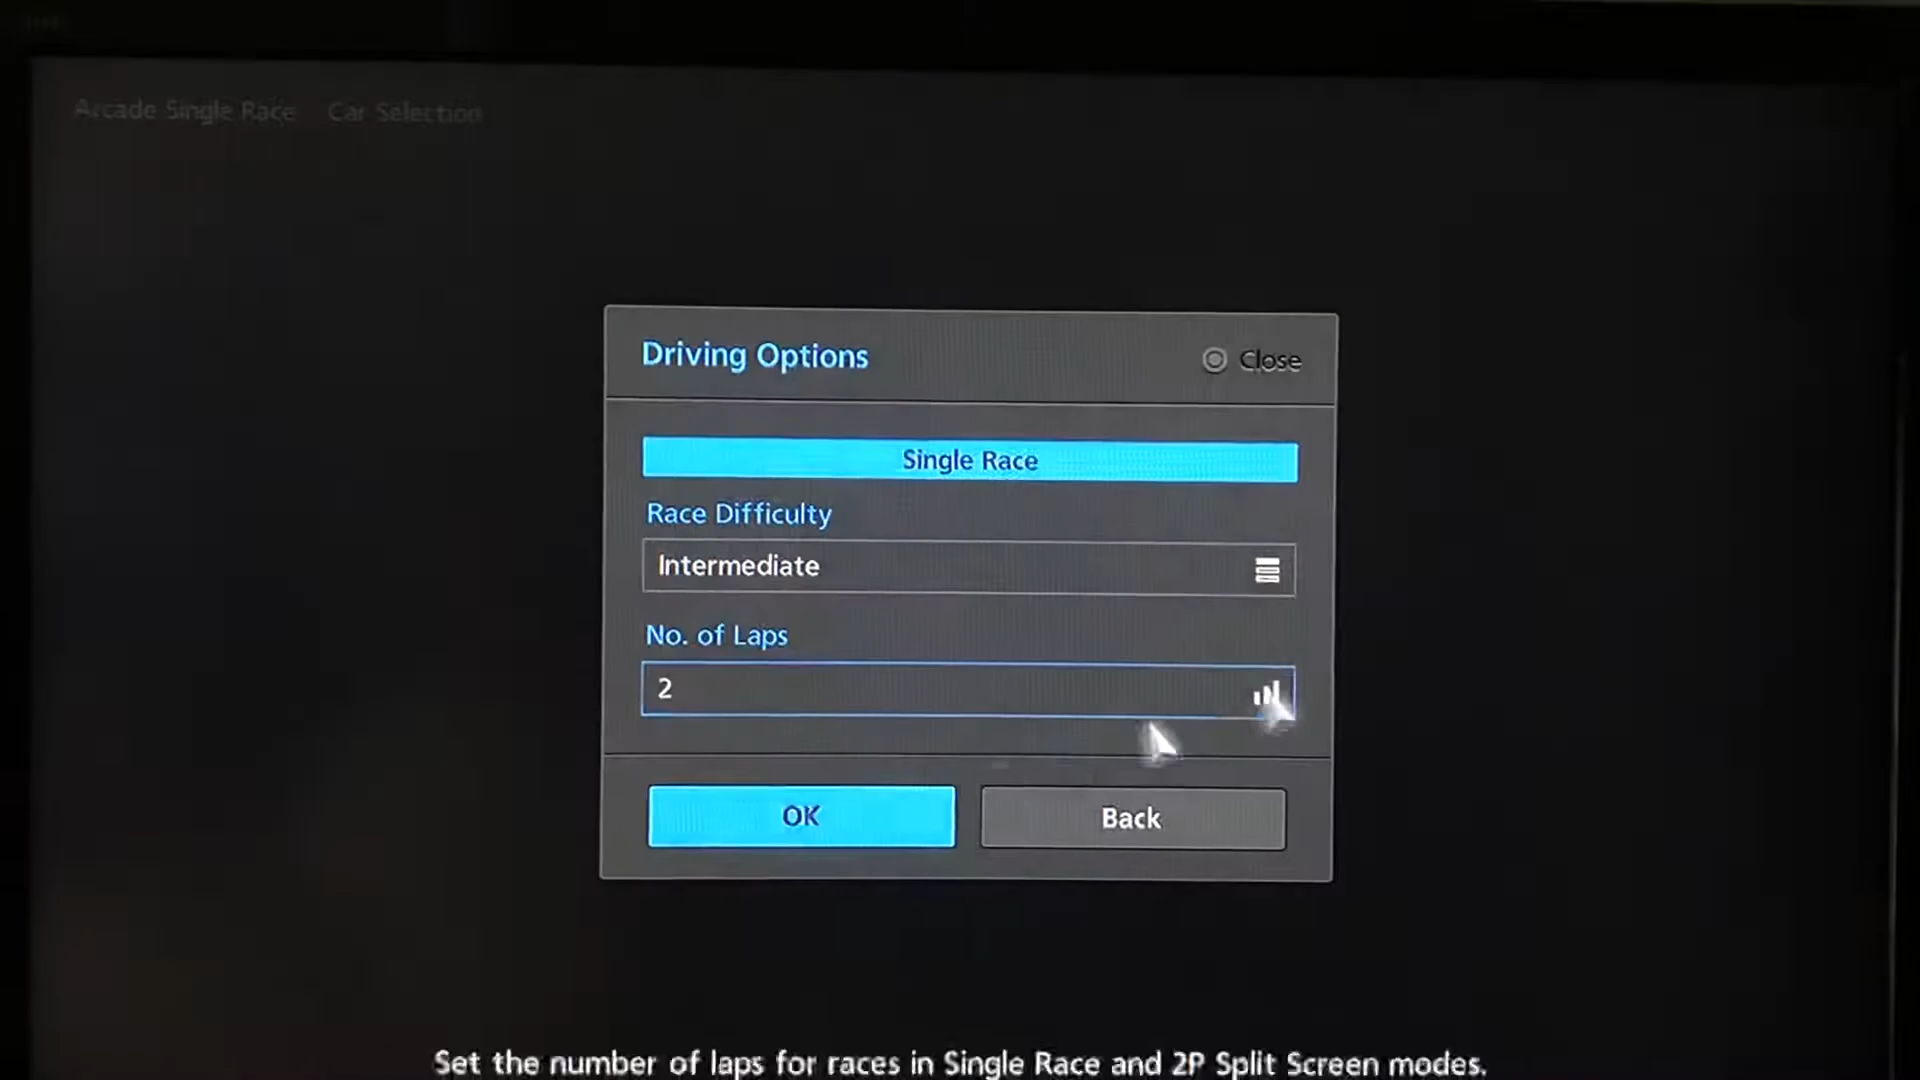 Arcade Single Race Car Selection
Driving Options
Close
Single Race
Race Difficulty
Intermediate
No. of Laps
2
OK
Back
Set the number of laps for races in Single Race and 2P Split Screen modes.